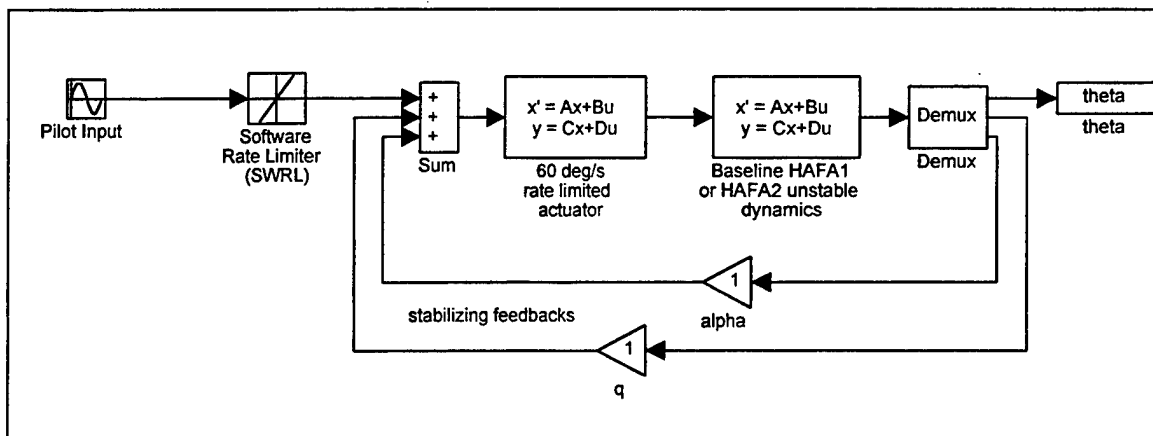 Pilot Input
Software
Rate Limiter
(SWRL)
+
+
+
Sum
x' = Ax+Bu
y = Cx+Du
60 deg/s
rate limited
actuator
x' = Ax+Bu
y = Cx+Du
Baseline HAFA1
or HAFA2 unstable
dynamics
Demux
Demux
theta
theta
1
alpha
stabilizing feedbacks
1
q